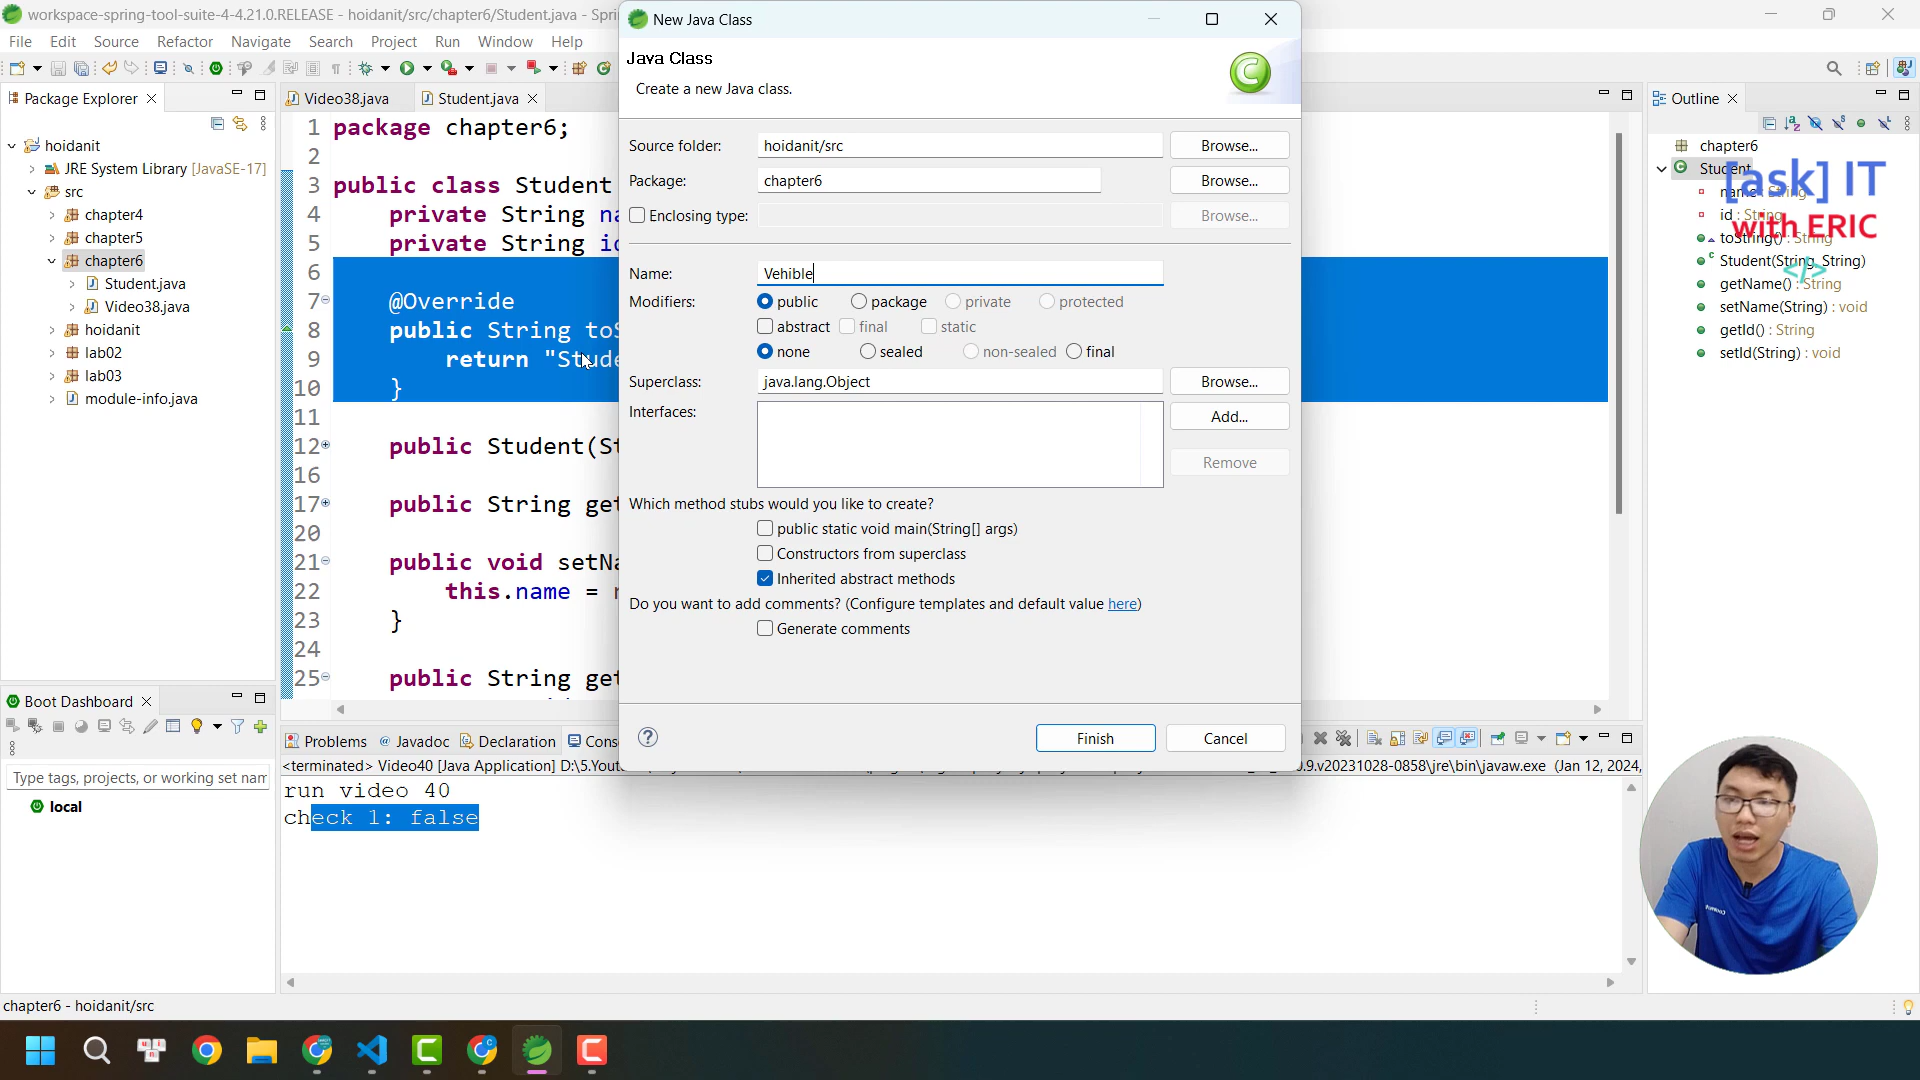 workspace-spring-tool-suite-4-4.21.0.RELEASE - hoidanit/src/chapter6/Student.java - Spri
File Edit Source Refactor Navigate Search Project Run Window Help
Package Explorer
hoidanit
JRE System Library [JavaSE-17]
src
chapter4
chapter5
chapter6
Student.java
Video38.java
hoidanit
lab02
lab03
module-info.java
Boot Dashboard
Type tags, projects, or working set nam
local
Video38.java Student.java
1 package chapter6;
2
3 public class Student
4 private String na
5 private String id
6
7 @Override
8 public String toS
9 return "Stude
10 }
11
12 public Student(St
16
17 public String get
20
21 public void setNa
22 this.name = n
23 }
24
25 public String get
New Java Class
Java Class
Create a new Java class.
Source folder: hoidanit/src Browse...
Package: chapter6 Browse...
Enclosing type: Browse...
Name: Vehible
Modifiers: public package private protected
abstract final static
none sealed non-sealed final
Superclass: java.lang.Object Browse...
Interfaces: Add...
Remove
Which method stubs would you like to create?
public static void main(String[] args)
Constructors from superclass
Inherited abstract methods
Do you want to add comments? (Configure templates and default value here)
Generate comments
Finish Cancel
Problems Javadoc Declaration Cons
<terminated> Video40 [Java Application] D:\5.Yout
.9.v20231028-0858\jre\bin\javaw.exe (Jan 12, 2024,
run video 40
check 1: false
Outline
chapter6
Student
name : String
id : String
toString() : String
Student(String, String)
getName() : String
setName(String) : void
getId() : String
setId(String) : void
[ask] IT
with ERIC
</>
chapter6 - hoidanit/src